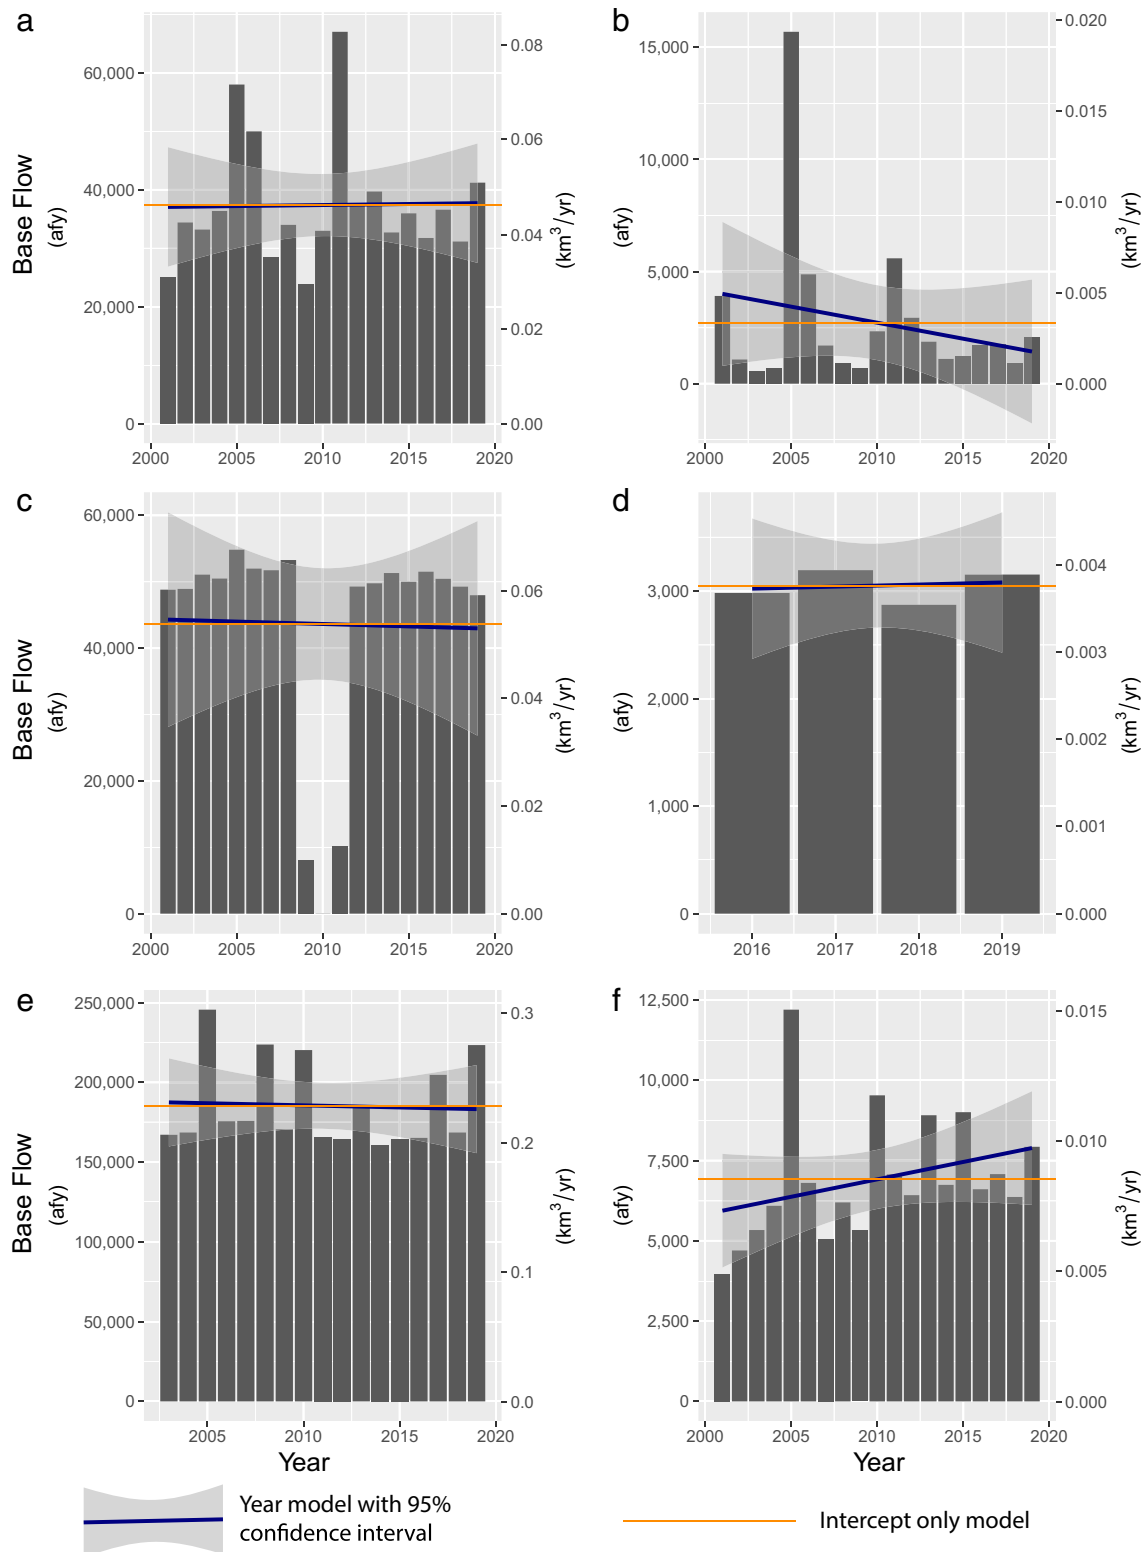 a
Base Flow
(afy)
60,000
40,000
20,000
0
0.08
0.06
0.04
0.02
0.00
(km³/yr)
2000 2005 2010 2015 2020
b
(afy)
15,000
10,000
5,000
0
0.020
0.015
0.010
0.005
0.000
(km³/yr)
2000 2005 2010 2015 2020
c
Base Flow
(afy)
60,000
40,000
20,000
0
0.06
0.04
0.02
0.00
(km³/yr)
2000 2005 2010 2015 2020
d
(afy)
3,000
2,000
1,000
0
0.004
0.003
0.002
0.001
0.000
(km³/yr)
2016 2017 2018 2019
e
Base Flow
(afy)
250,000
200,000
150,000
100,000
50,000
0
0.3
0.2
0.1
0.0
(km³/yr)
2005 2010 2015 2020
Year
f
(afy)
12,500
10,000
7,500
5,000
2,500
0
0.015
0.010
0.005
0.000
(km³/yr)
2000 2005 2010 2015 2020
Year
Year model with 95%
confidence interval
Intercept only model